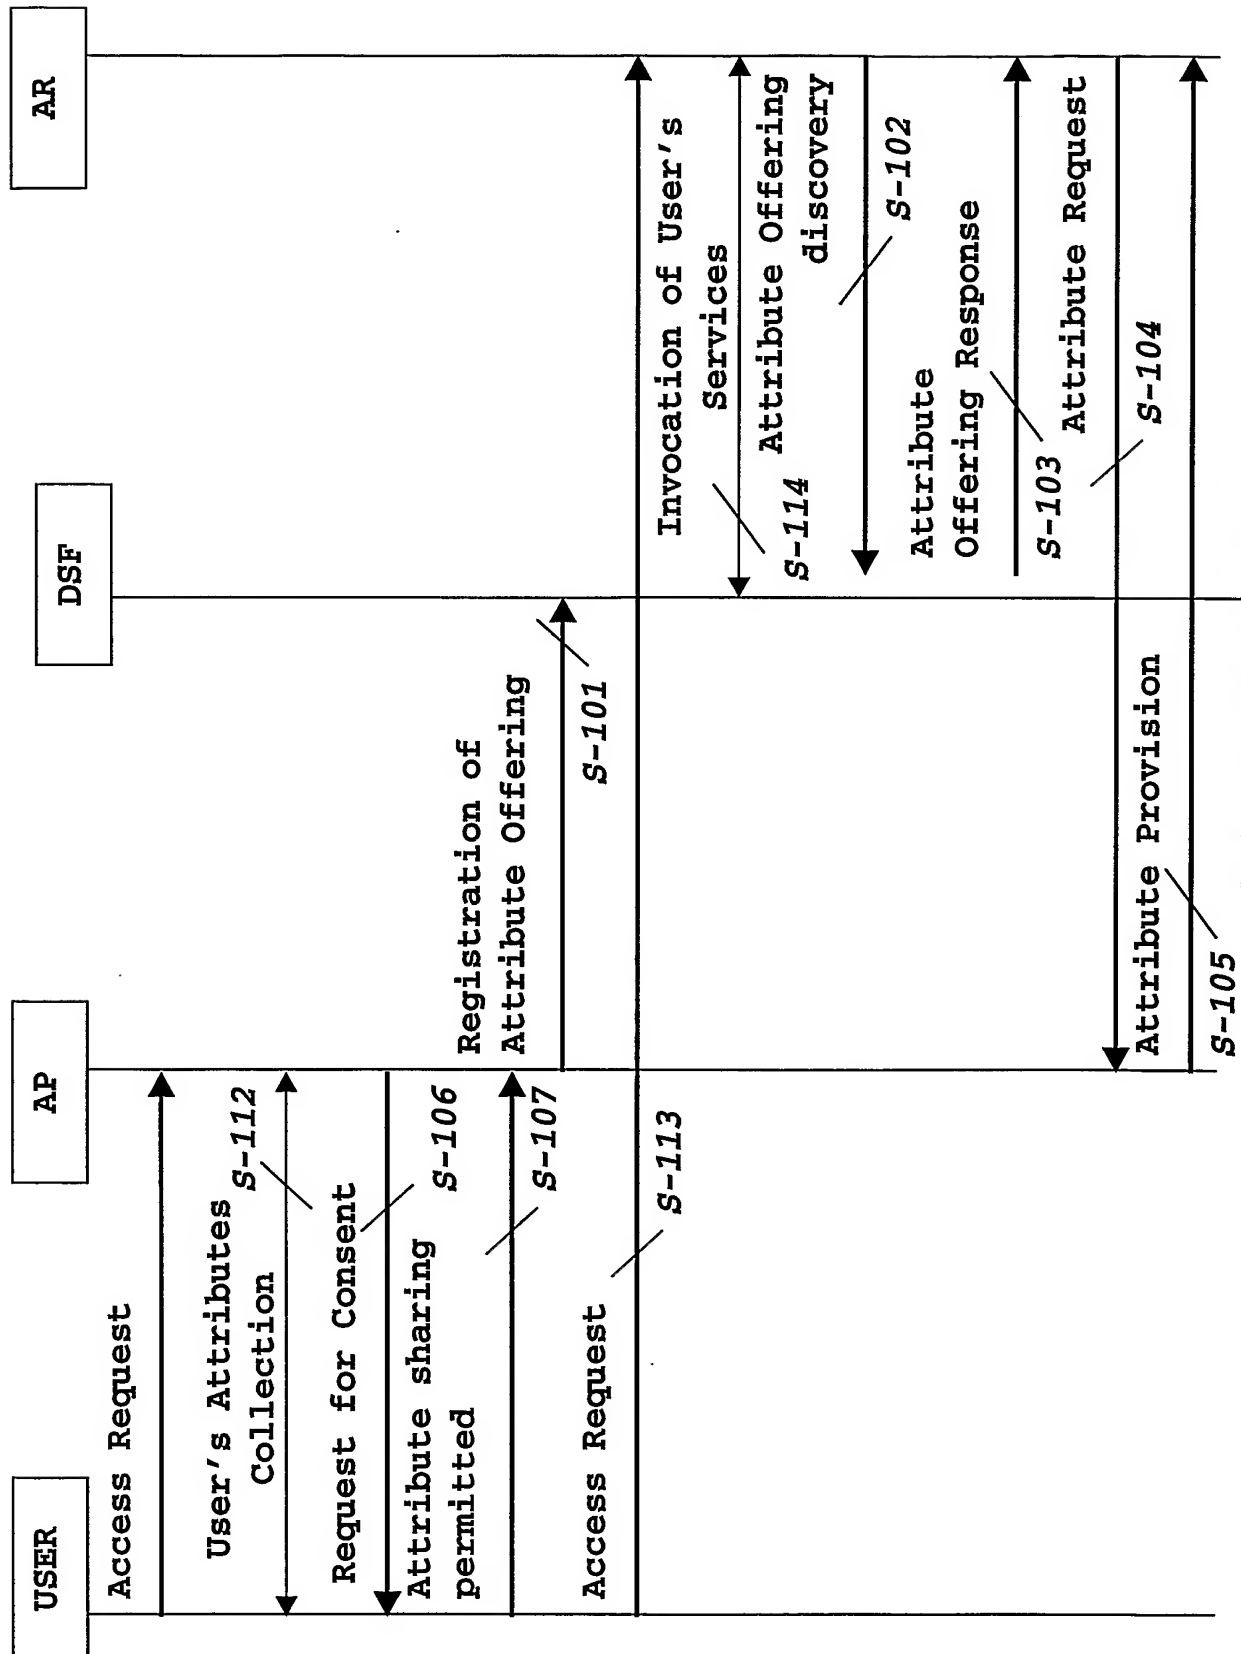 USER
AP
DSF
AR
Access Request
User's Attributes
Collection
S-112
Request for Consent
S-106
Attribute sharing
permitted
S-107
Registration of
Attribute Offering
S-101
Access Request
S-113
Invocation of User's
Services
S-114
Attribute Offering
discovery
S-102
Attribute
Offering Response
S-103
Attribute Request
S-104
Attribute Provision
S-105